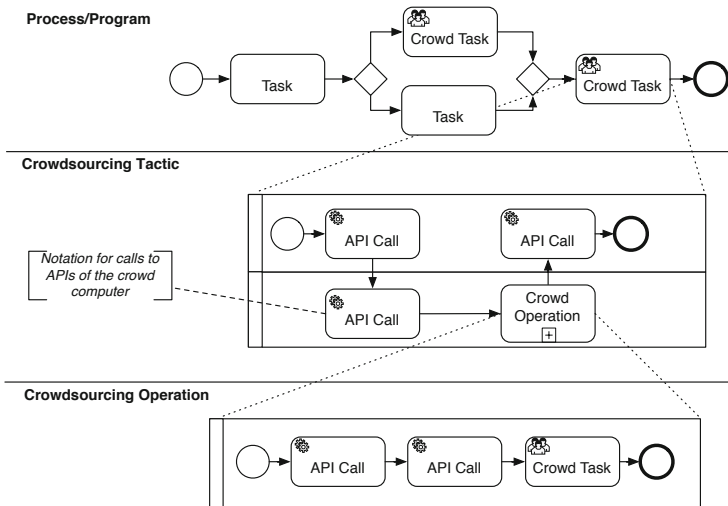 Process/Program
Crowd Task
Task
Crowd Task
Task
Crowdsourcing Tactic
API Call
API Call
Notation for calls to
APIs of the crowd
computer
API Call
Crowd
Operation
+
Crowdsourcing Operation
API Call
API Call
Crowd Task